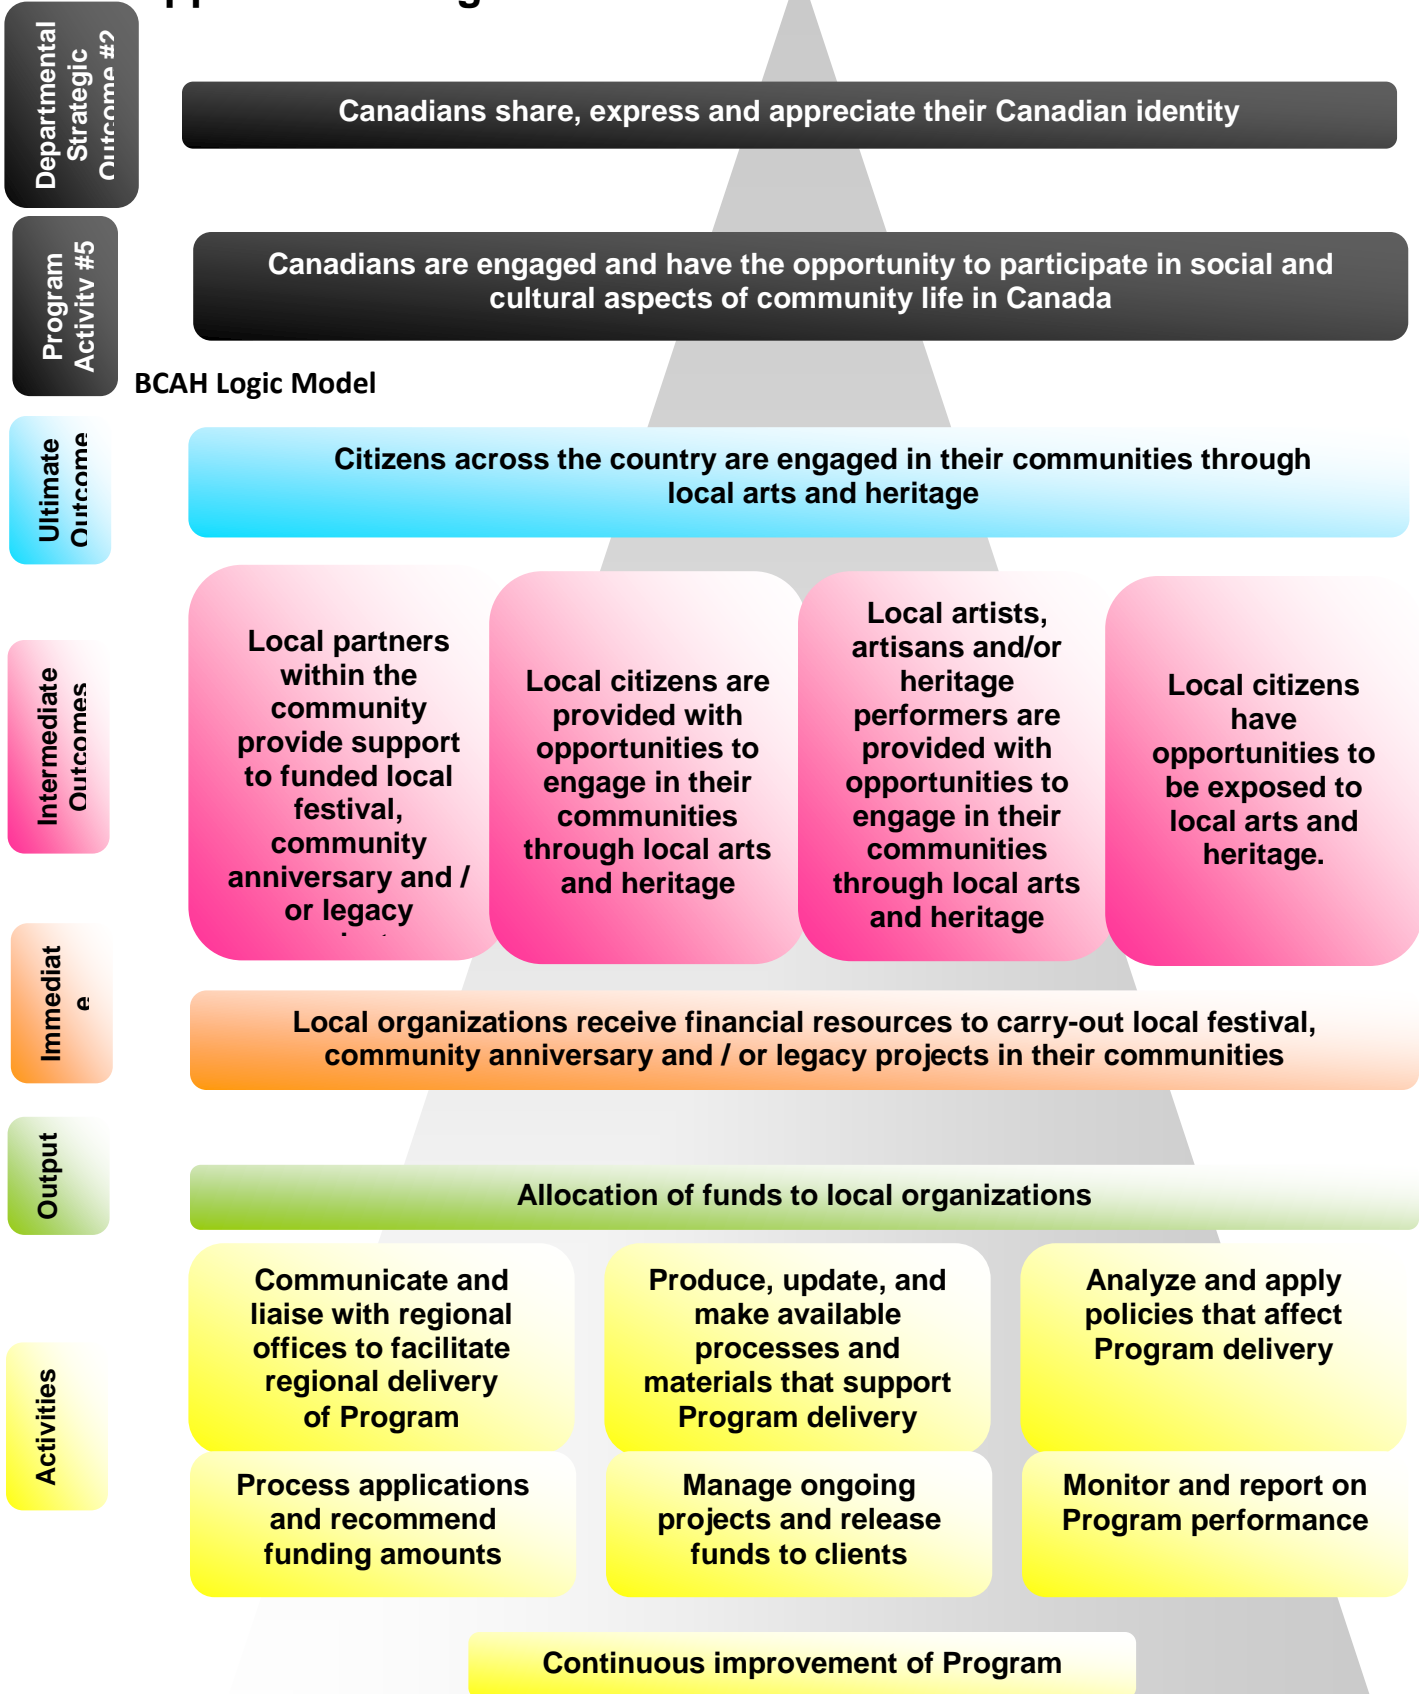 Departmental
Strategic
Outcome #2
Canadians share, express and appreciate their Canadian identity
Program
Activity #5
Canadians are engaged and have the opportunity to participate in social and
cultural aspects of community life in Canada
BCAH Logic Model
Ultimate
Outcome
Citizens across the country are engaged in their communities through
local arts and heritage
Intermediate
Outcomes
Local partners
within the
community
provide support
to funded local
festival,
community
anniversary and /
or legacy
Local citizens are
provided with
opportunities to
engage in their
communities
through local arts
and heritage
Local artists,
artisans and/or
heritage
performers are
provided with
opportunities to
engage in their
communities
through local arts
and heritage
Local citizens
have
opportunities to
be exposed to
local arts and
heritage.
Immediat
e
Local organizations receive financial resources to carry-out local festival,
community anniversary and / or legacy projects in their communities
Output
Allocation of funds to local organizations
Activities
Communicate and
liaise with regional
offices to facilitate
regional delivery
of Program
Produce, update, and
make available
processes and
materials that support
Program delivery
Analyze and apply
policies that affect
Program delivery
Process applications
and recommend
funding amounts
Manage ongoing
projects and release
funds to clients
Monitor and report on
Program performance
Continuous improvement of Program